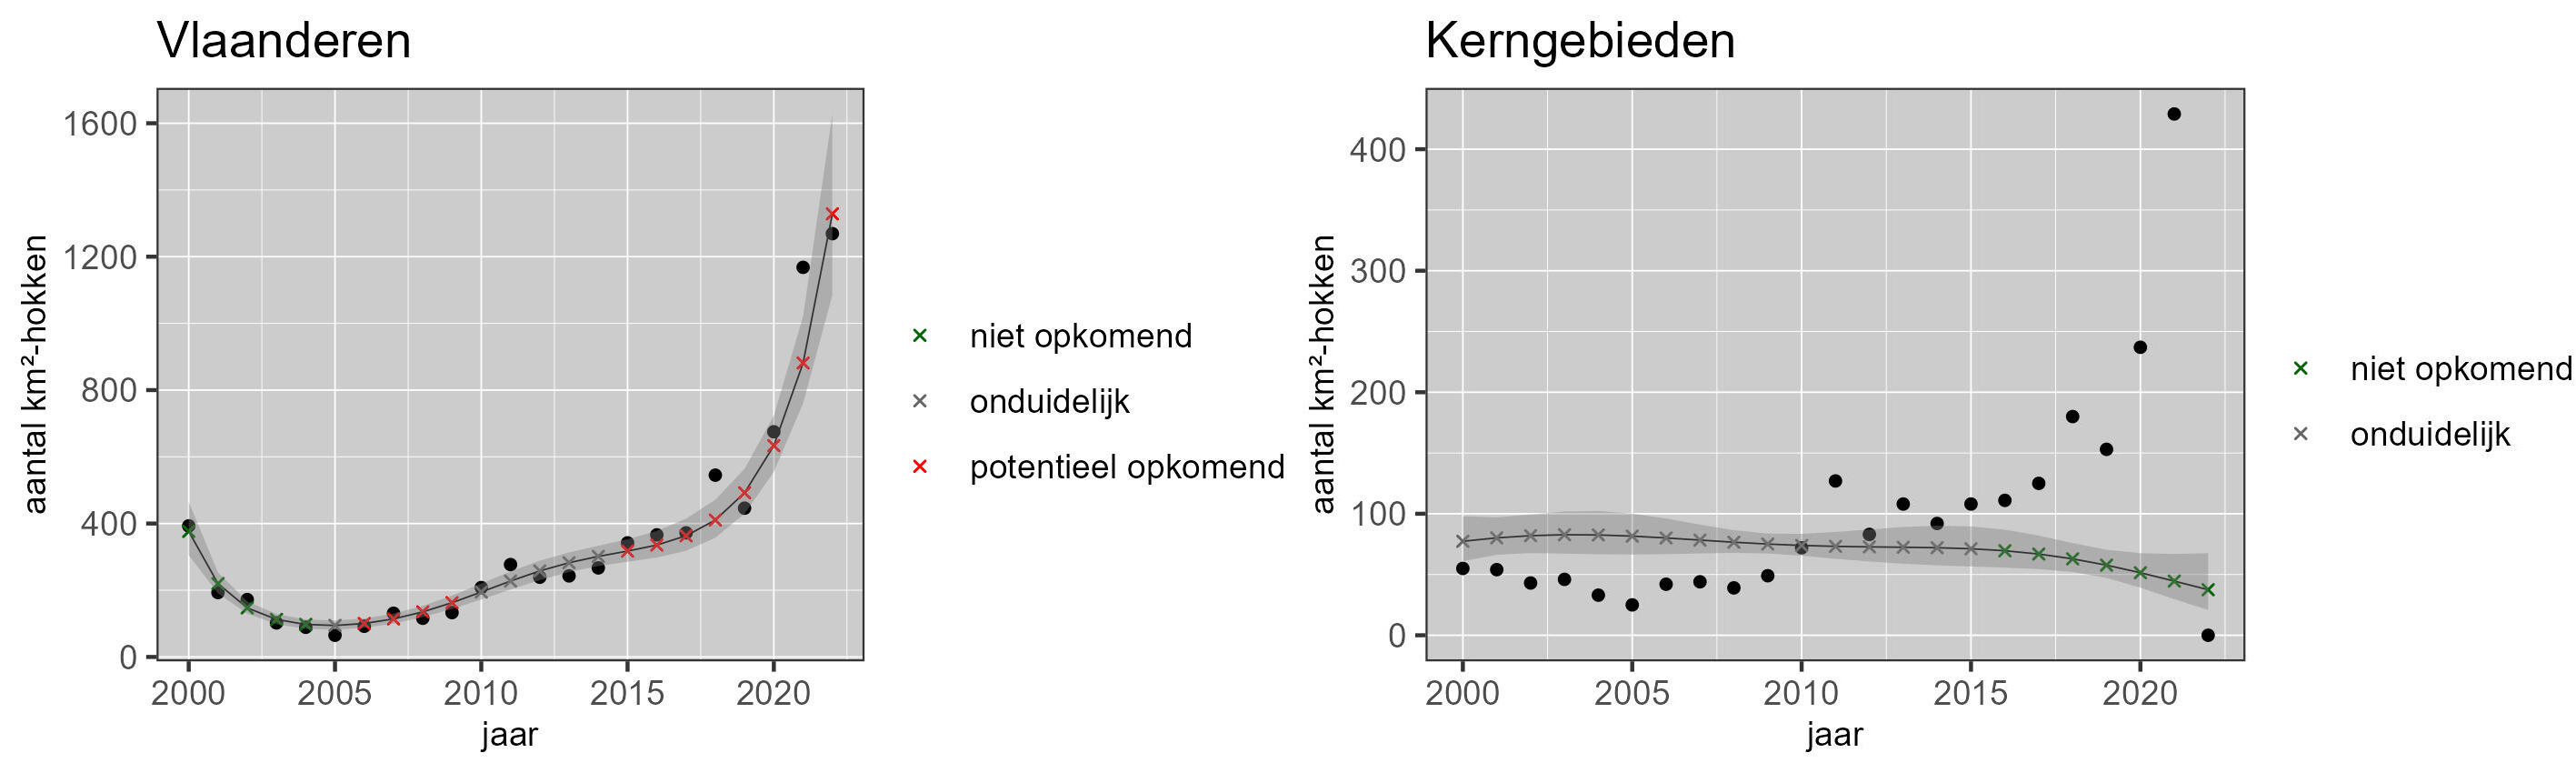 Vlaanderen
aantal km²-hokken
1600
1200
800
400
0
2000 2005 2010 2015 2020
jaar
niet opkomend
onduidelijk
potentieel opkomend
Kerngebieden
aantal km²-hokken
400
300
200
100
0
2000 2005 2010 2015 2020
jaar
niet opkomend
onduidelijk